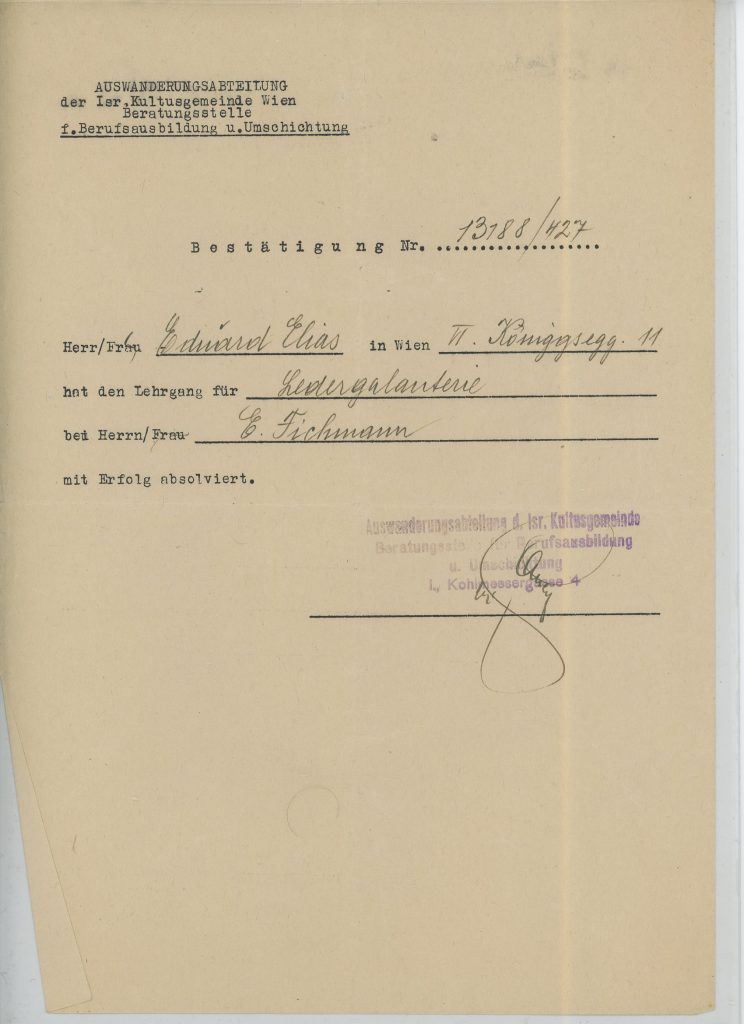 AUSWANDERUNGSABTEILUNG
der Isr.Kultusgemeinde Wien
Beratungsstelle
f.Berufsausbildung u.Umschichtung
Bestätigung Nr. 13188/427
Herr/Frau Eduard Elias in Wien II. Königgsegg. 11
hat den Lehrgang für Ledergalanterie
bei Herrn/Frau E. Fichmann
mit Erfolg absolviert.
Auswanderungsabteilung d. Isr. Kultusgemeinde
Beratungsstelle für Berufsausbildung
u. Umschichtung
I., Kohlmessergasse 4